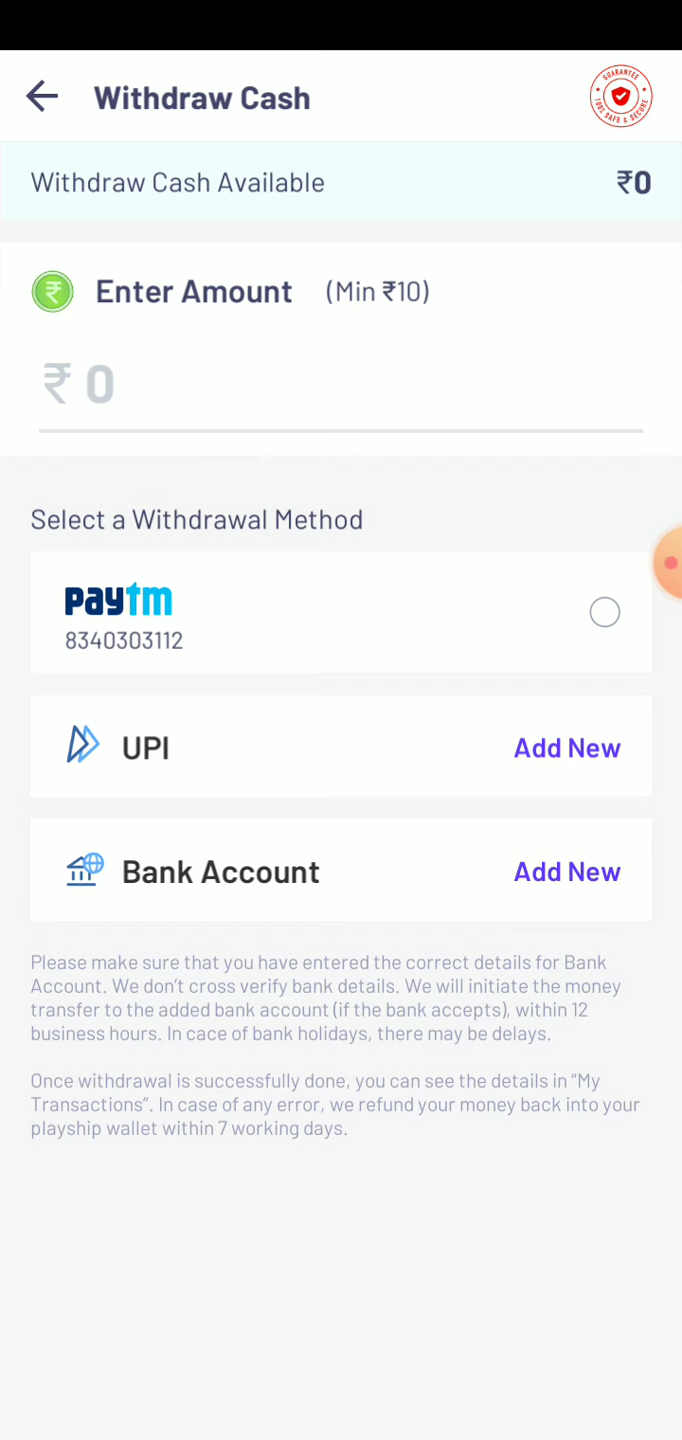 Withdraw Cash
GUARANTEE
100% SAFE & SECURE
Withdraw Cash Available ₹0
₹ Enter Amount (Min ₹10)
₹ 0
Select a Withdrawal Method
paytm
8340303112
UPI Add New
Bank Account Add New
Please make sure that you have entered the correct details for Bank
Account. We don't cross verify bank details. We will initiate the money
transfer to the added bank account (if the bank accepts), within 12
business hours. In cace of bank holidays, there may be delays.
Once withdrawal is successfully done, you can see the details in "My
Transactions". In case of any error, we refund your money back into your
playship wallet within 7 working days.